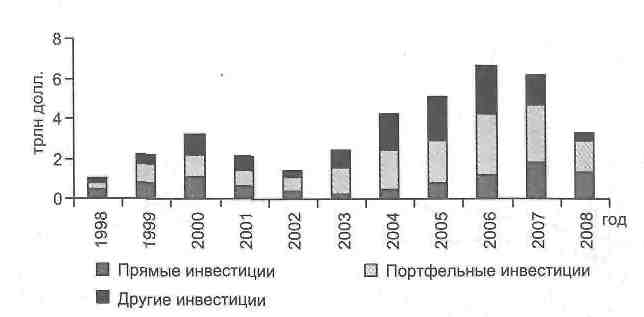 8
6
4
2
0
трлн долл.
1998 1999 2000 2001 2002 2003 2004 2005 2006 2007 2008 год
Прямые инвестиции Портфельные инвестиции
Другие инвестиции